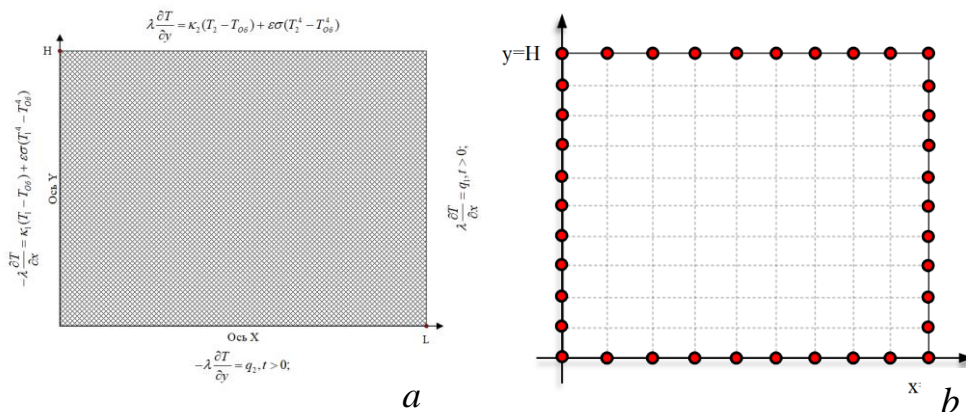 λ ∂T/∂y = κ₂(T₂ − T_Об) + εσ(T₂⁴ − T_Об⁴)
H
−λ ∂T/∂x = κ₁(T₁ − T_Об) + εσ(T₁⁴ − T_Об⁴)
Ось Y
λ ∂T/∂x = q₁, t > 0;
Ось X
L
−λ ∂T/∂y = q₂, t > 0;
a
y=H
x
b